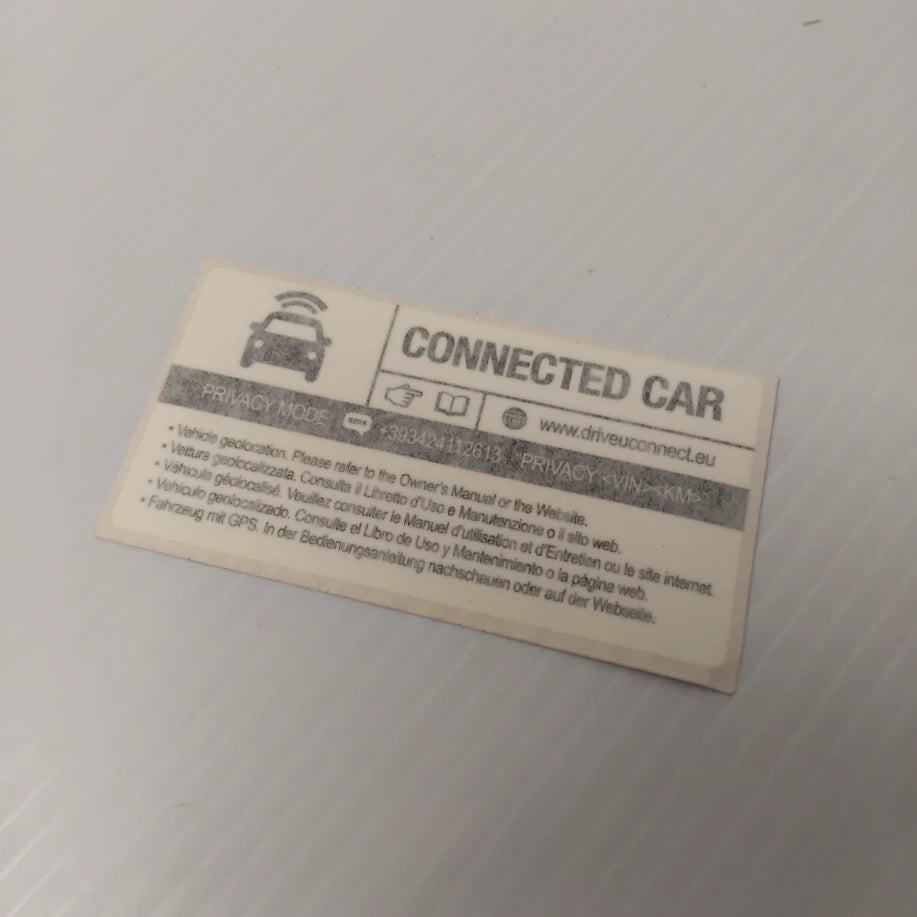 CONNECTED CAR
www.driveuconnect.eu
PRIVACY MODE sms +393424112613 : PRIVACY <VIN><KM>
• Vehicle geolocation. Please refer to the Owner's Manual or the Website.
• Vettura geolocalizzata. Consulta il Libretto d'Uso e Manutenzione o il sito web.
• Véhicule géolocalisé. Veuillez consulter le Manuel d'utilisation et d'Entretien ou le site internet.
• Vehículo geolocalizado. Consulte el Libro de Uso y Mantenimiento o la página web.
• Fahrzeug mit GPS. In der Bedienungsanleitung nachschauen oder auf der Webseite.